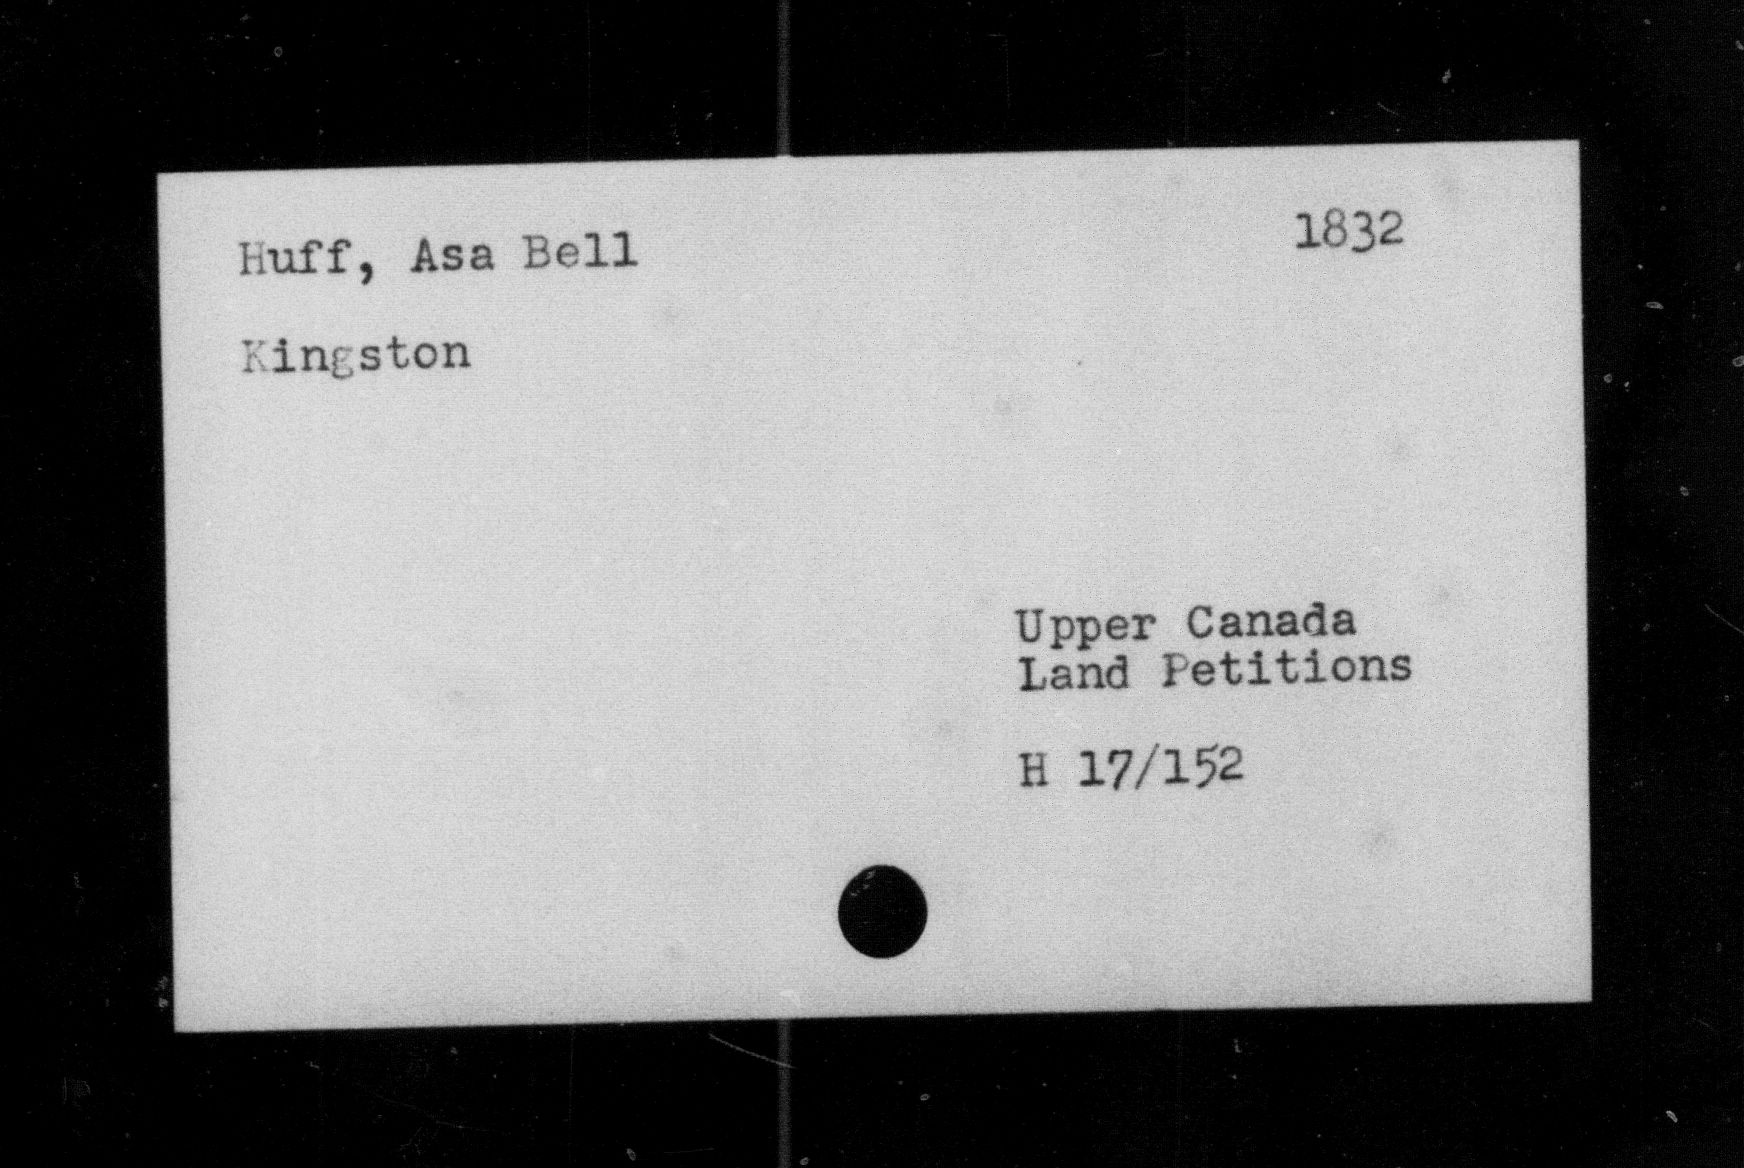 Huff, Asa Bell 1832
Kingston
Upper Canada
Land Petitions
H 17/152